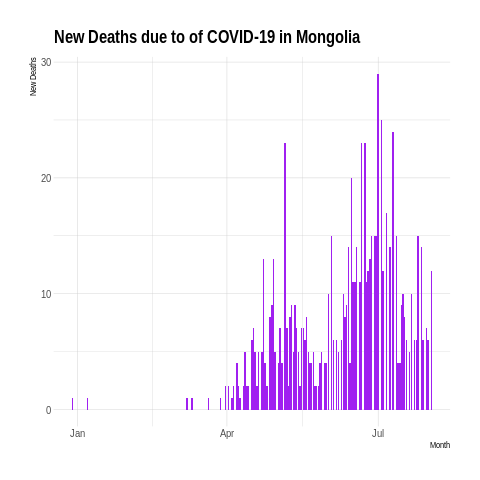 New Deaths due to of COVID-19 in Mongolia
New Deaths
30
20
10
0
Jan
Apr
Jul
Month